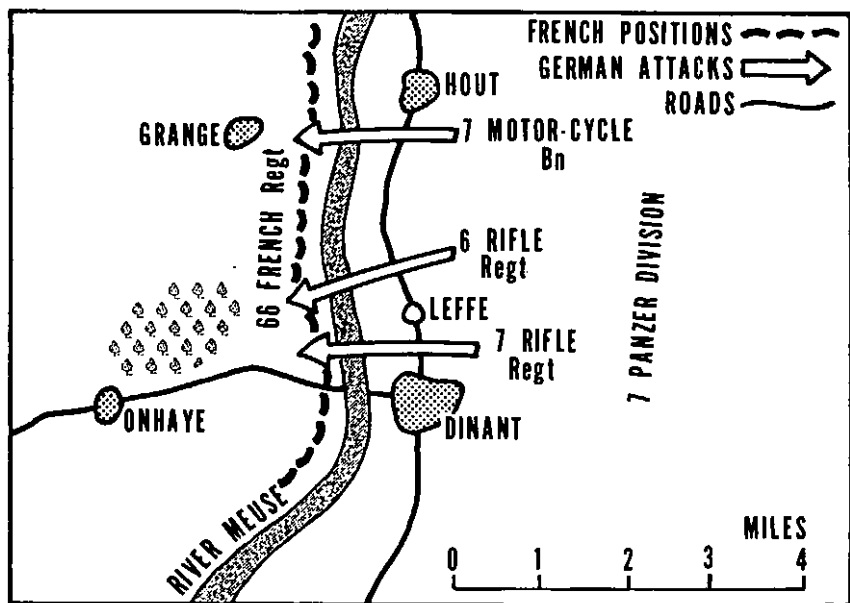 FRENCH POSITIONS
GERMAN ATTACKS
ROADS
HOUT
GRANGE
7 MOTOR-CYCLE
Bn
66 FRENCH Regt
6 RIFLE
Regt
7 PANZER DIVISION
LEFFE
7 RIFLE
Regt
ONHAYE
DINANT
RIVER MEUSE
MILES
0 1 2 3 4